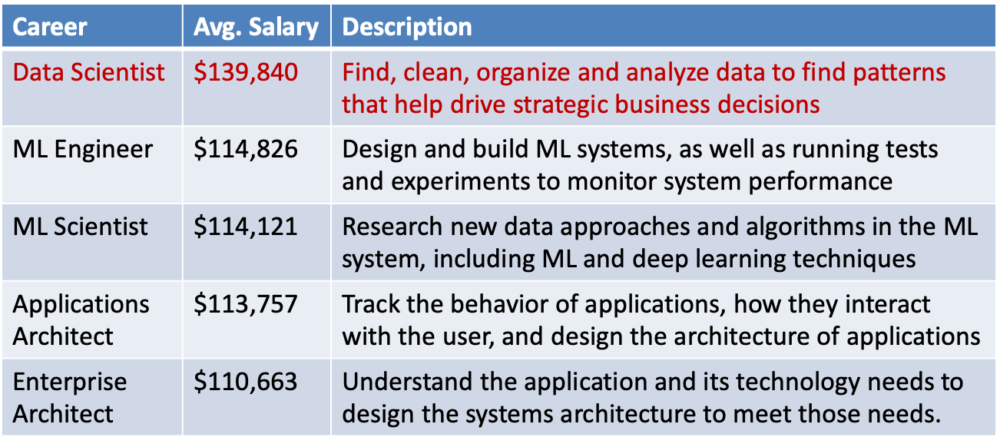 Career Avg. Salary Description
Data Scientist $139,840 Find, clean, organize and analyze data to find patterns
that help drive strategic business decisions
ML Engineer $114,826 Design and build ML systems, as well as running tests
and experiments to monitor system performance
ML Scientist $114,121 Research new data approaches and algorithms in the ML
system, including ML and deep learning techniques
Applications $113,757 Track the behavior of applications, how they interact
Architect with the user, and design the architecture of applications
Enterprise $110,663 Understand the application and its technology needs to
Architect design the systems architecture to meet those needs.